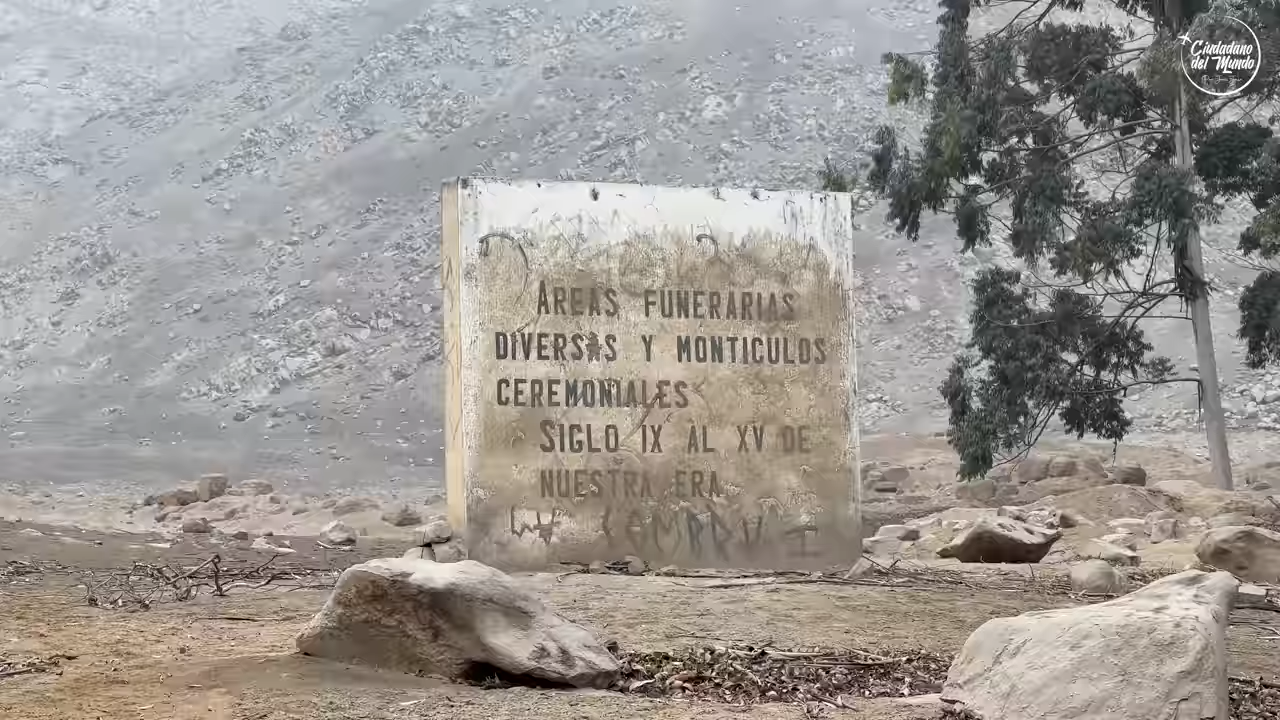 Ciudadano
del Mundo
AREAS FUNERARIAS
DIVERSAS Y MONTICULOS
CEREMONIALES
SIGLO IX AL XV DE
NUESTRA ERA